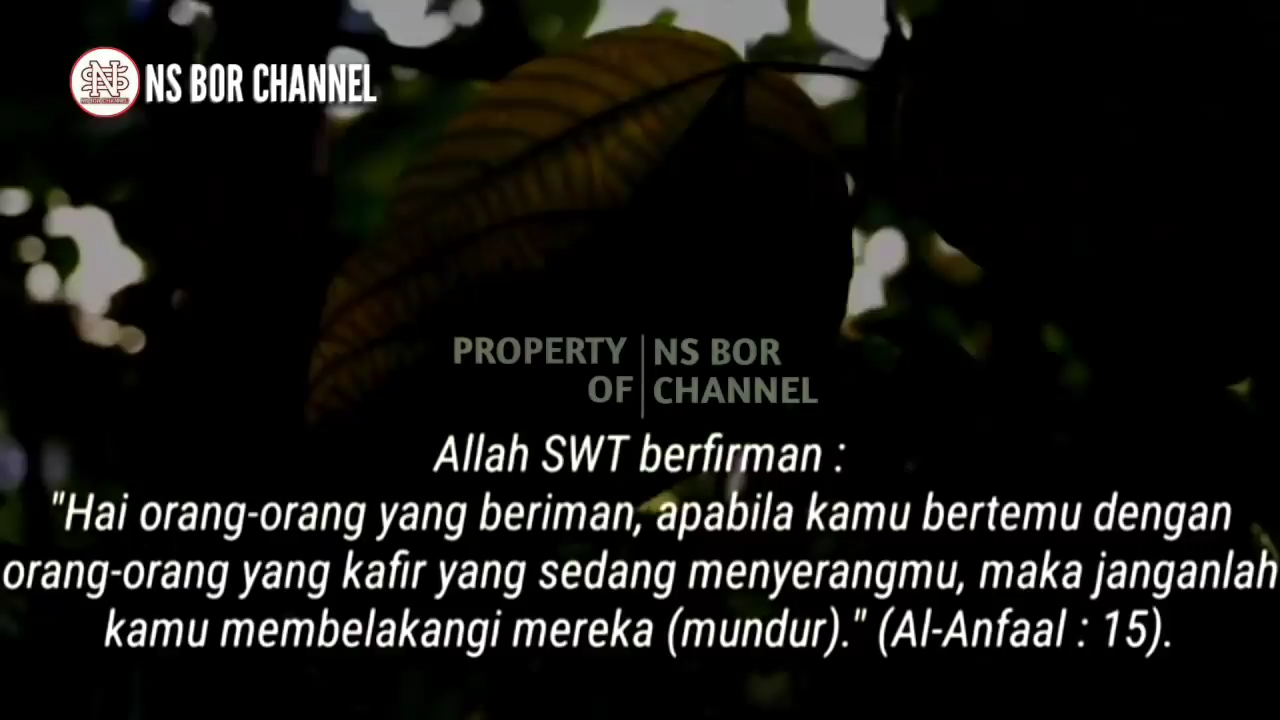 NS BOR CHANNEL
PROPERTY OF
NS BOR CHANNEL
Allah SWT berfirman :
"Hai orang-orang yang beriman, apabila kamu bertemu dengan
orang-orang yang kafir yang sedang menyerangmu, maka janganlah
kamu membelakangi mereka (mundur)." (Al-Anfaal : 15).